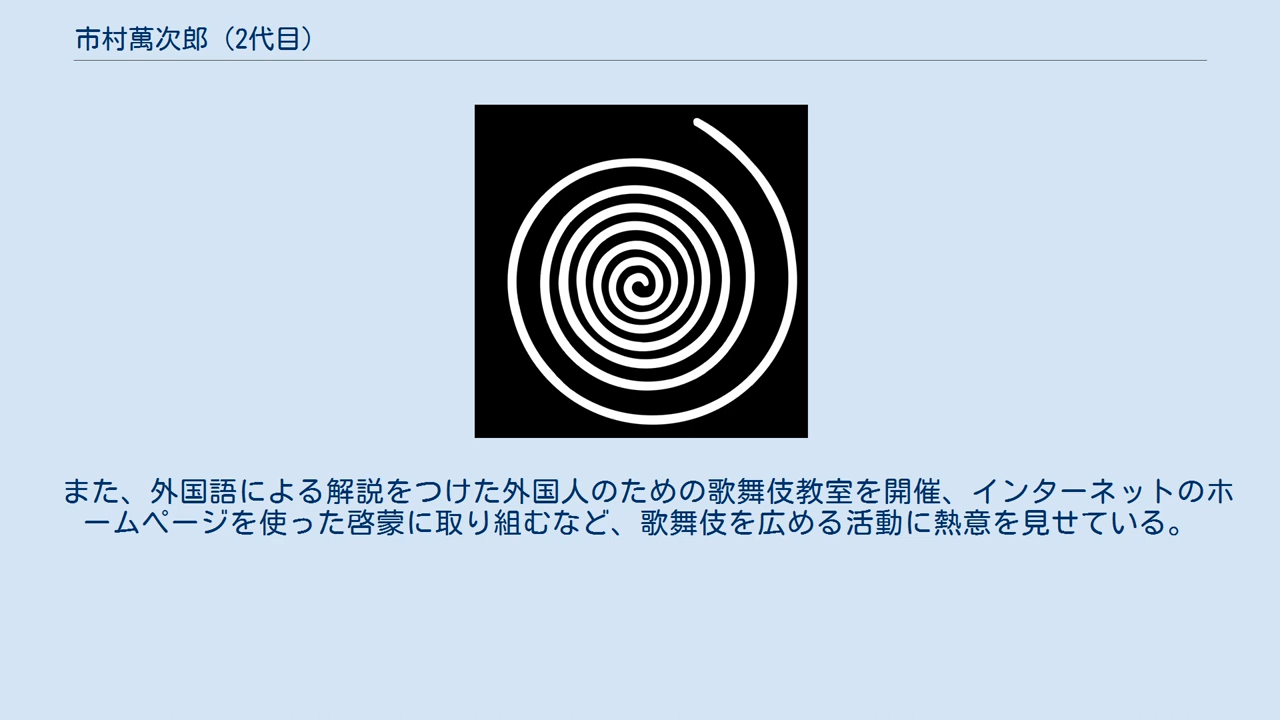 市村萬次郎（2代目）
また、外国語による解説をつけた外国人のための歌舞伎教室を開催、インターネットのホ
ームページを使った啓蒙に取り組むなど、歌舞伎を広める活動に熱意を見せている。